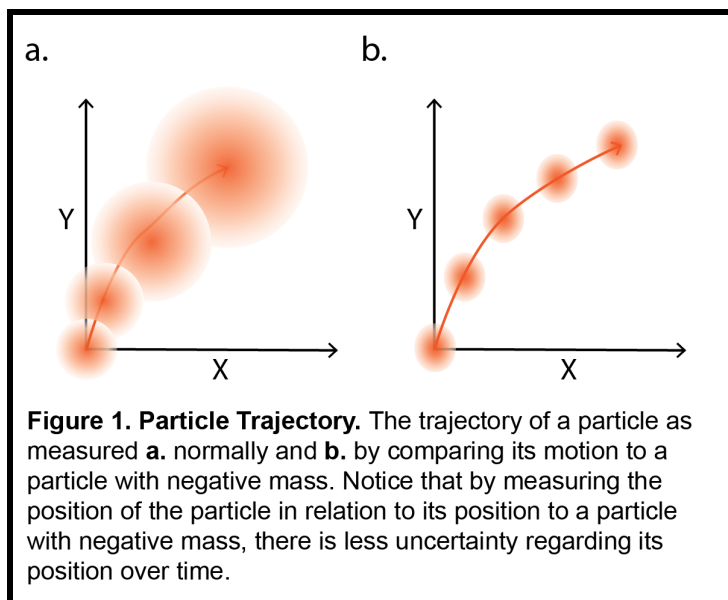 a.
b.
Y
Y
X
X
Figure 1. Particle Trajectory. The trajectory of a particle as
measured a. normally and b. by comparing its motion to a
particle with negative mass. Notice that by measuring the
position of the particle in relation to its position to a particle
with negative mass, there is less uncertainty regarding its
position over time.